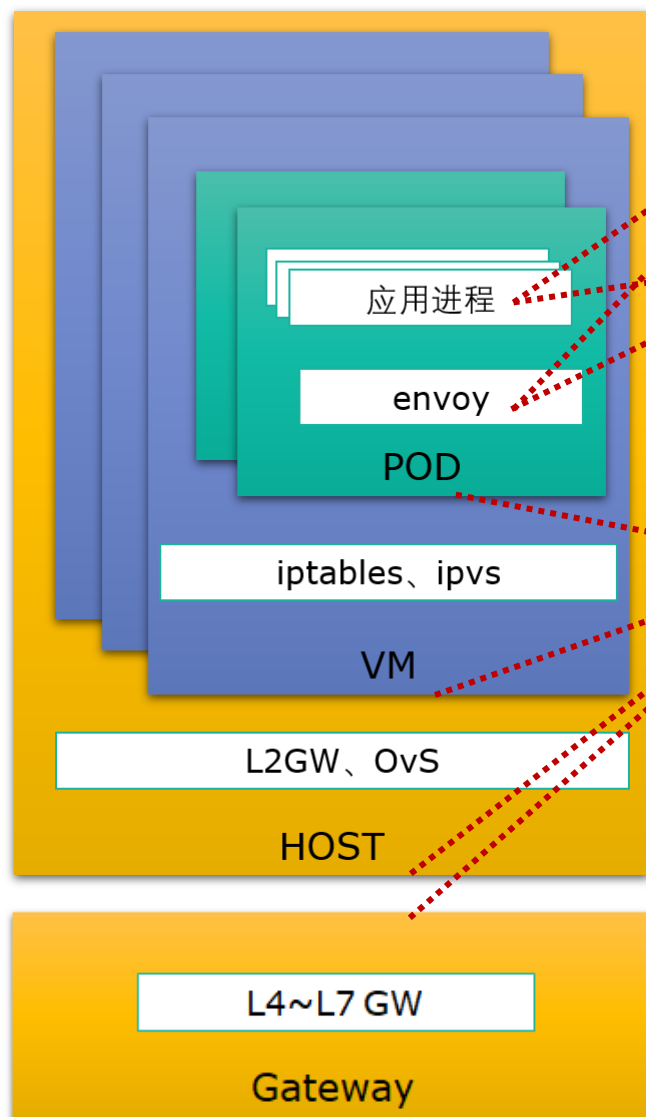 应用进程
envoy
POD
iptables、ipvs
VM
L2GW、OvS
HOST
L4~L7 GW
Gateway